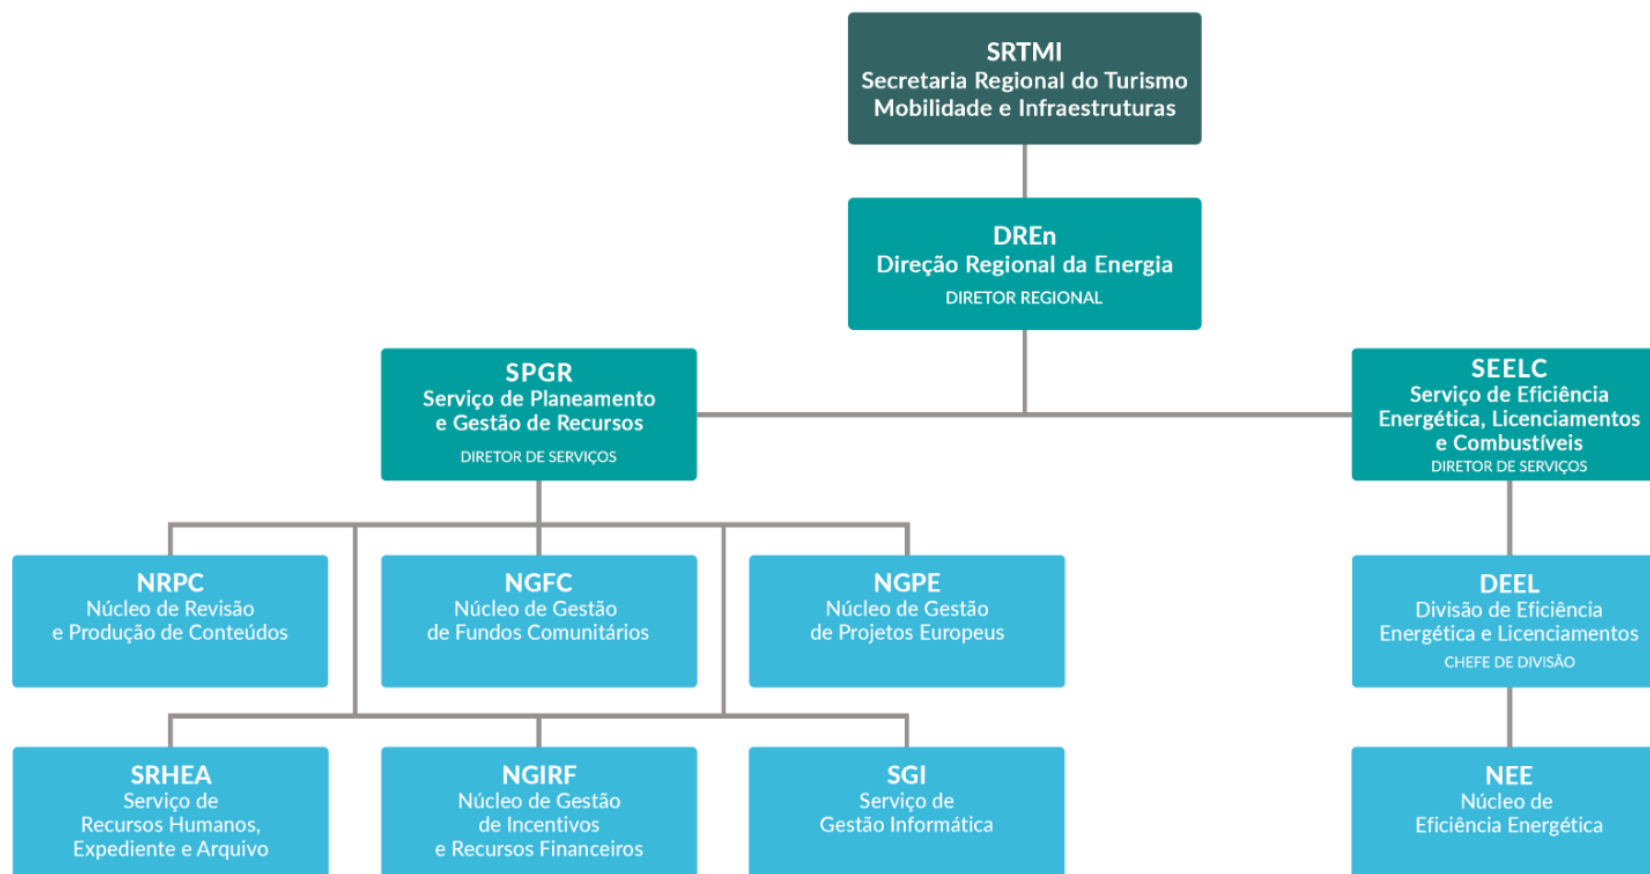 SRTMI
Secretaria Regional do Turismo
Mobilidade e Infraestruturas
DREn
Direção Regional da Energia
DIRETOR REGIONAL
SPGR
Serviço de Planeamento
e Gestão de Recursos
DIRETOR DE SERVIÇOS
SEELC
Serviço de Eficiência
Energética, Licenciamentos
e Combustíveis
DIRETOR DE SERVIÇOS
NRPC
Núcleo de Revisão
e Produção de Conteúdos
NGFC
Núcleo de Gestão
de Fundos Comunitários
NGPE
Núcleo de Gestão
de Projetos Europeus
DEEL
Divisão de Eficiência
Energética e Licenciamentos
CHEFE DE DIVISÃO
SRHEA
Serviço de
Recursos Humanos,
Expediente e Arquivo
NGIRF
Núcleo de Gestão
de Incentivos
e Recursos Financeiros
SGI
Serviço de
Gestão Informática
NEE
Núcleo de
Eficiência Energética